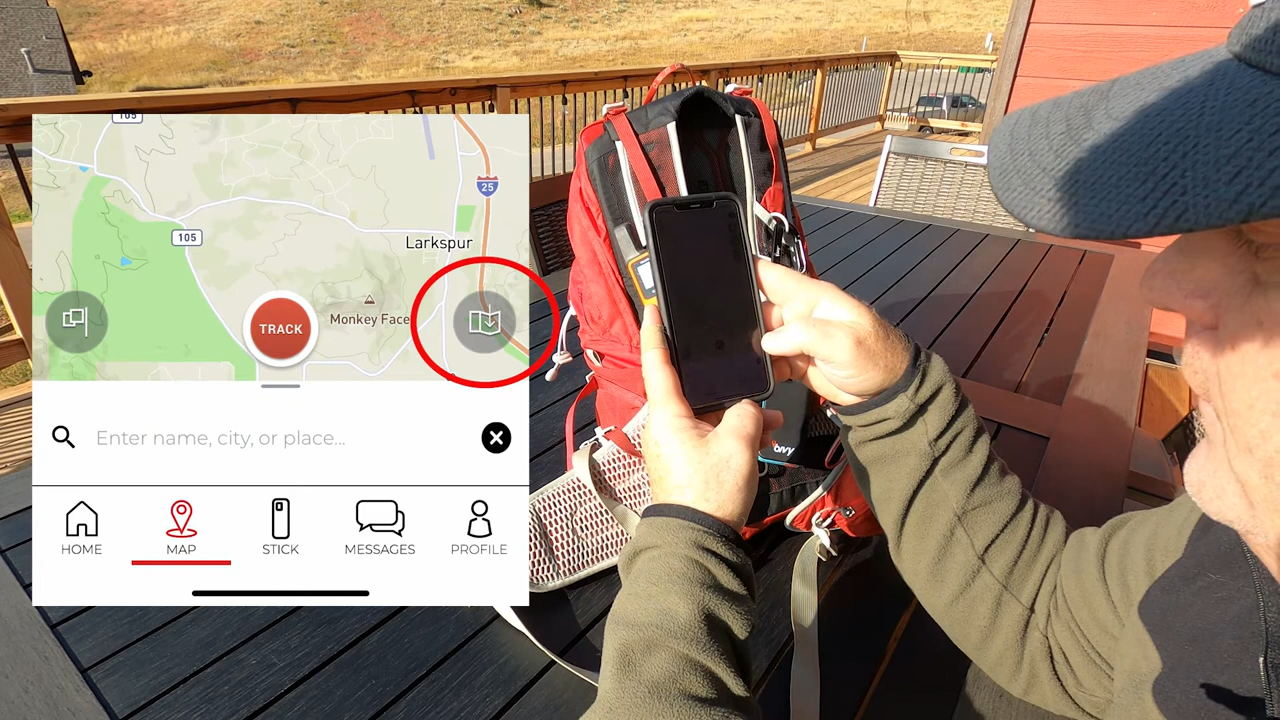 105
25
105
Larkspur
TRACK
Monkey Face
Enter name, city, or place...
HOME
MAP
STICK
MESSAGES
PROFILE